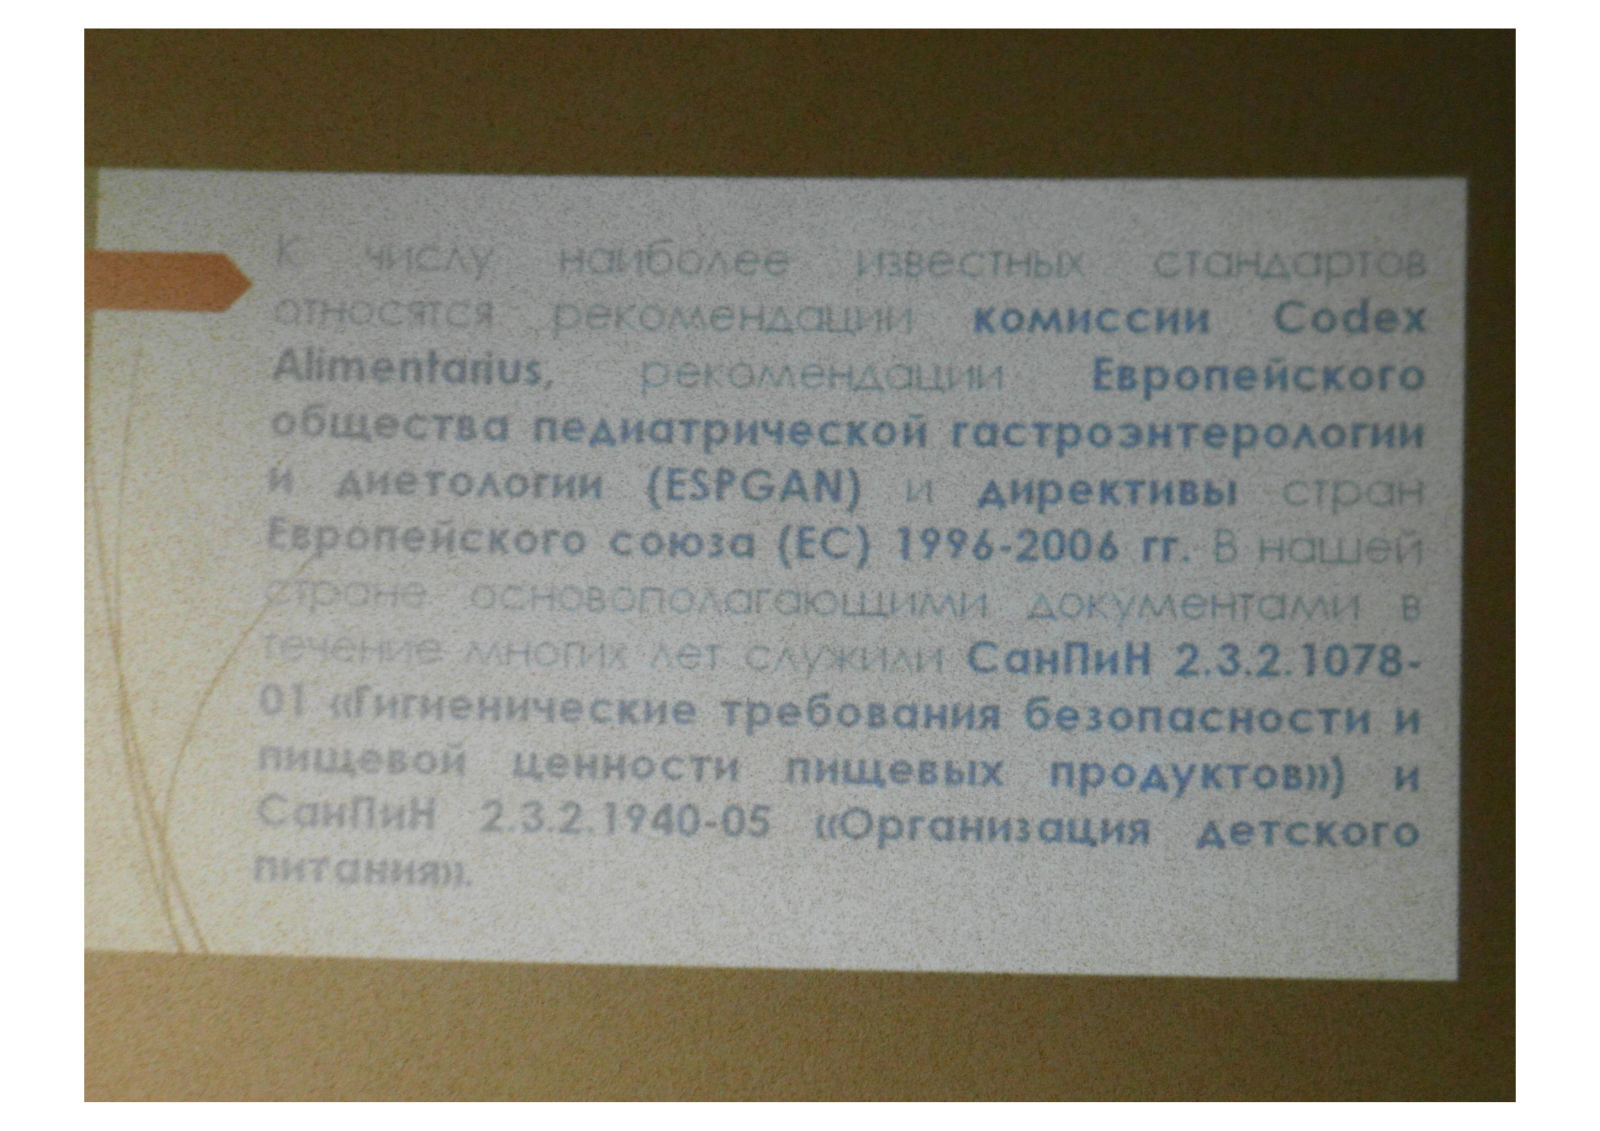 К числу наиболее известных стандартов
относятся рекомендации комиссии Codex
Alimentarius, рекомендации Европейского
общества педиатрической гастроэнтерологии
и диетологии (ESPGAN) и директивы стран
Европейского союза (ЕС) 1996-2006 гг. В нашей
стране основополагающими документами в
течение многих лет служили СанПиН 2.3.2.1078-
01 «Гигиенические требования безопасности и
пищевой ценности пищевых продуктов») и
СанПиН 2.3.2.1940-05 «Организация детского
питания».